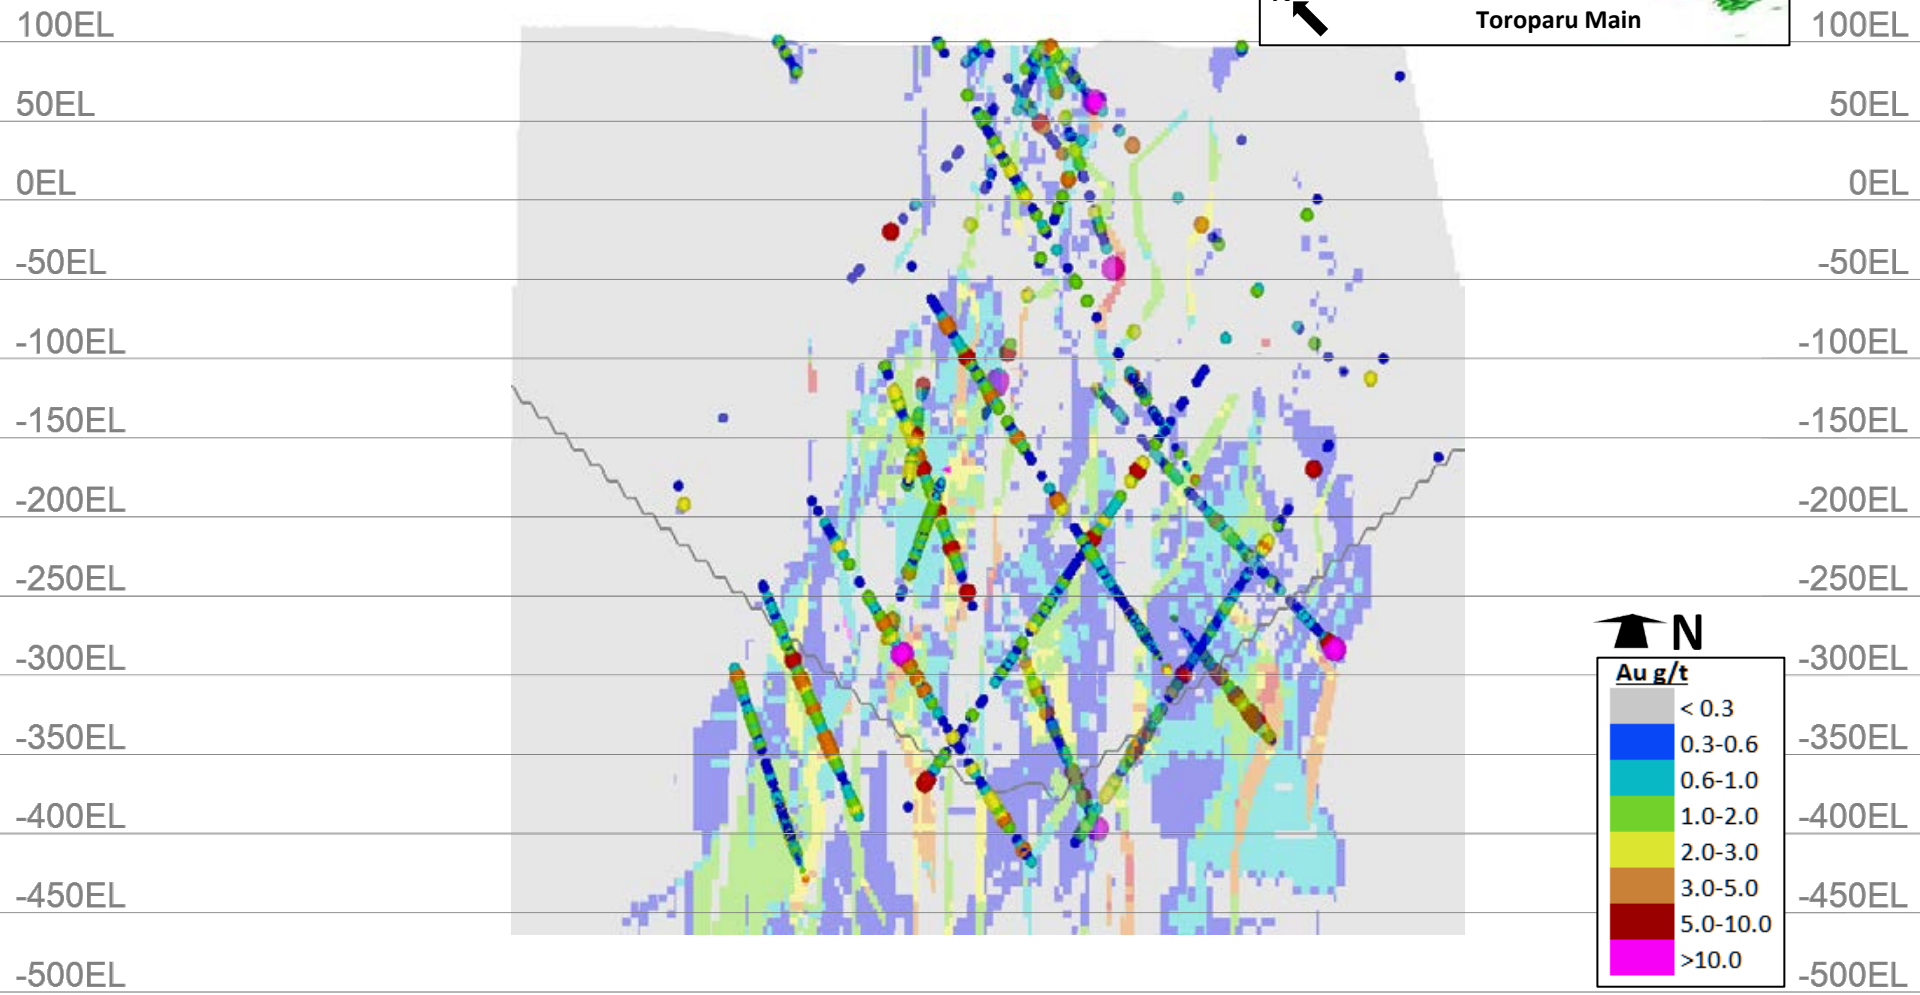 Toroparu Main
100EL 100EL
50EL 50EL
0EL 0EL
-50EL -50EL
-100EL -100EL
-150EL -150EL
-200EL -200EL
-250EL -250EL
N
-300EL -300EL
Au g/t
< 0.3
0.3-0.6
-350EL -350EL
0.6-1.0
1.0-2.0
-400EL -400EL
2.0-3.0
3.0-5.0
-450EL -450EL
5.0-10.0
>10.0
-500EL -500EL